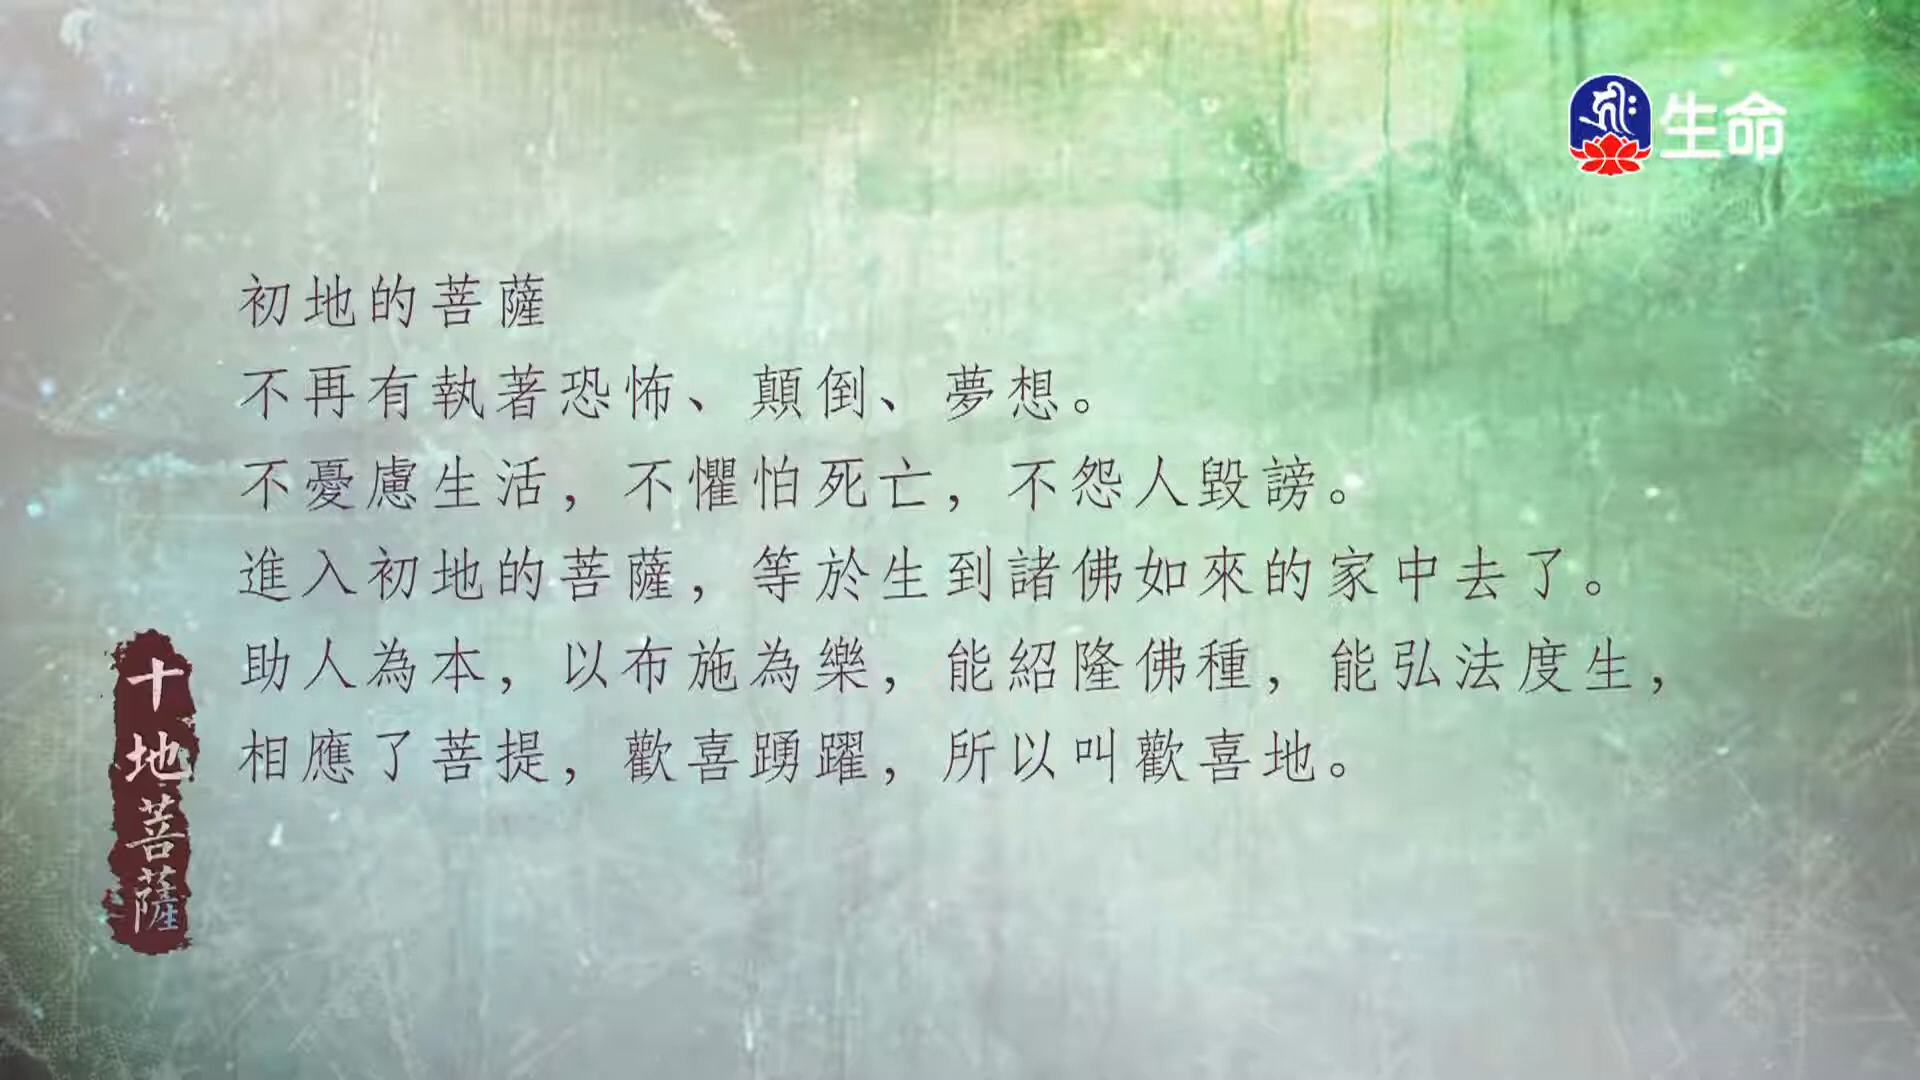 生命
初地的菩薩
不再有執著恐怖、顛倒、夢想。
不憂慮生活，不懼怕死亡，不怨人毀謗。
進入初地的菩薩，等於生到諸佛如來的家中去了。
助人為本，以布施為樂，能紹隆佛種，能弘法度生，
相應了菩提，歡喜踴躍，所以叫歡喜地。
十地菩薩